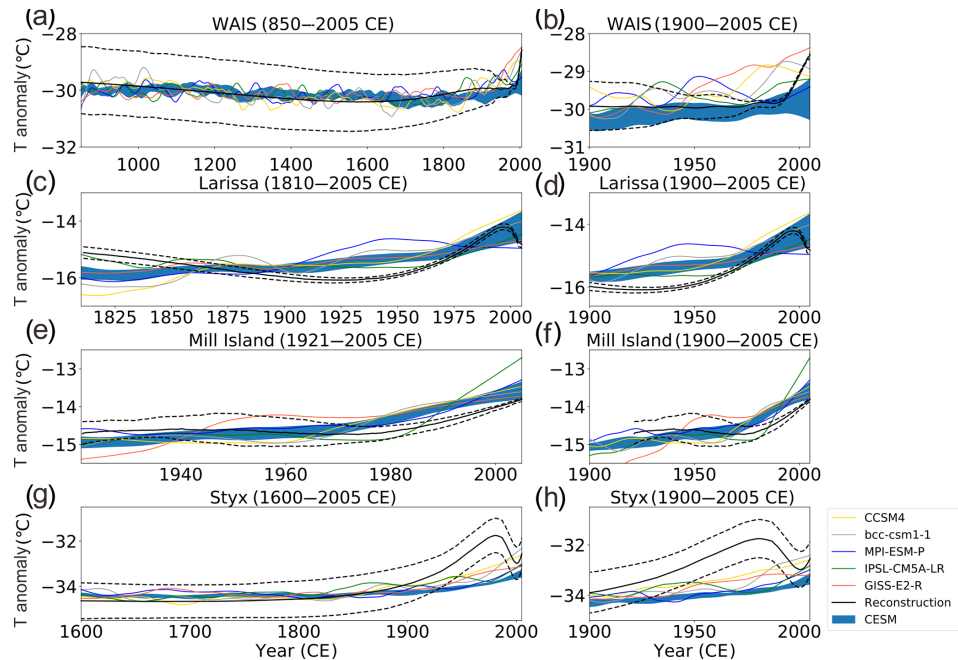 (a)
WAIS (850−2005 CE)
T anomaly (°C)
−28
−30
−32
1000
1200
1400
1600
1800
2000
(b)
WAIS (1900−2005 CE)
−28
−29
−30
−31
1900
1950
2000
(c)
Larissa (1810−2005 CE)
T anomaly (°C)
−14
−16
1825
1850
1875
1900
1925
1950
1975
2000
(d)
Larissa (1900−2005 CE)
−14
−16
1900
1950
2000
(e)
Mill Island (1921−2005 CE)
T anomaly (°C)
−13
−14
−15
1940
1960
1980
2000
(f)
Mill Island (1900−2005 CE)
−13
−14
−15
1900
1950
2000
(g)
Styx (1600−2005 CE)
T anomaly (°C)
−32
−34
1600
1700
1800
1900
2000
Year (CE)
(h)
Styx (1900−2005 CE)
−32
−34
1900
1950
2000
Year (CE)
CCSM4
bcc-csm1-1
MPI-ESM-P
IPSL-CM5A-LR
GISS-E2-R
Reconstruction
CESM